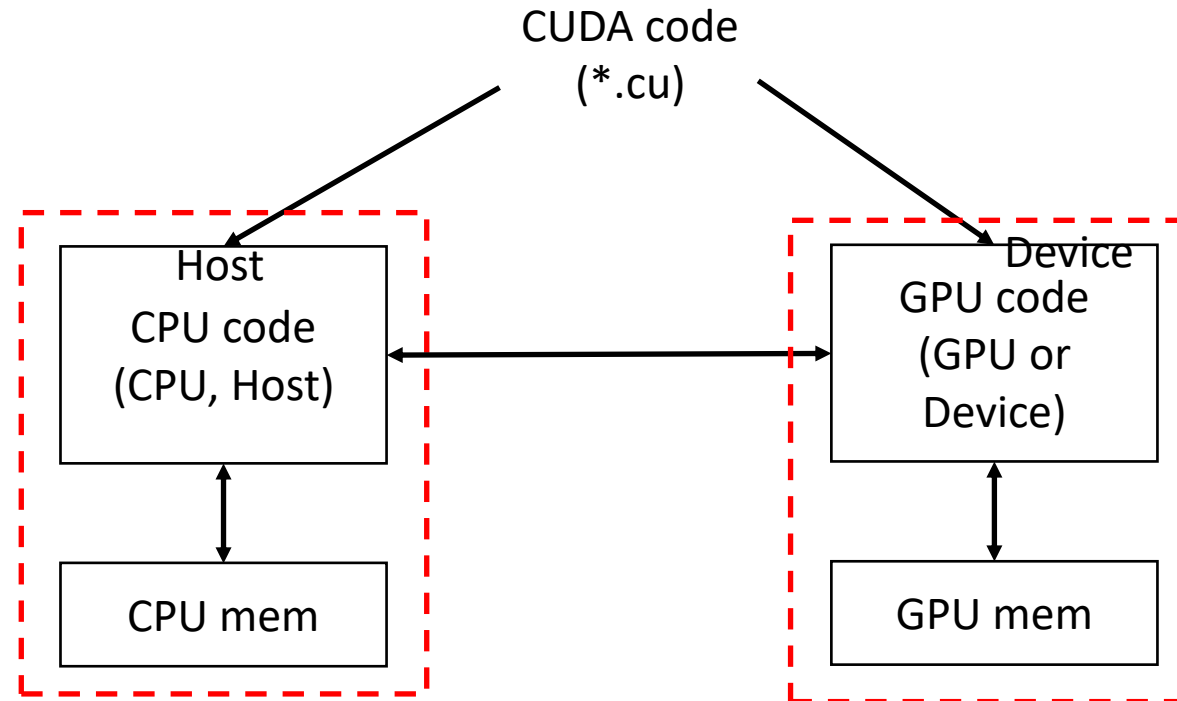 CUDA code
(*.cu)
Host
CPU code
(CPU, Host)
CPU mem
Device
GPU code
(GPU or
Device)
GPU mem